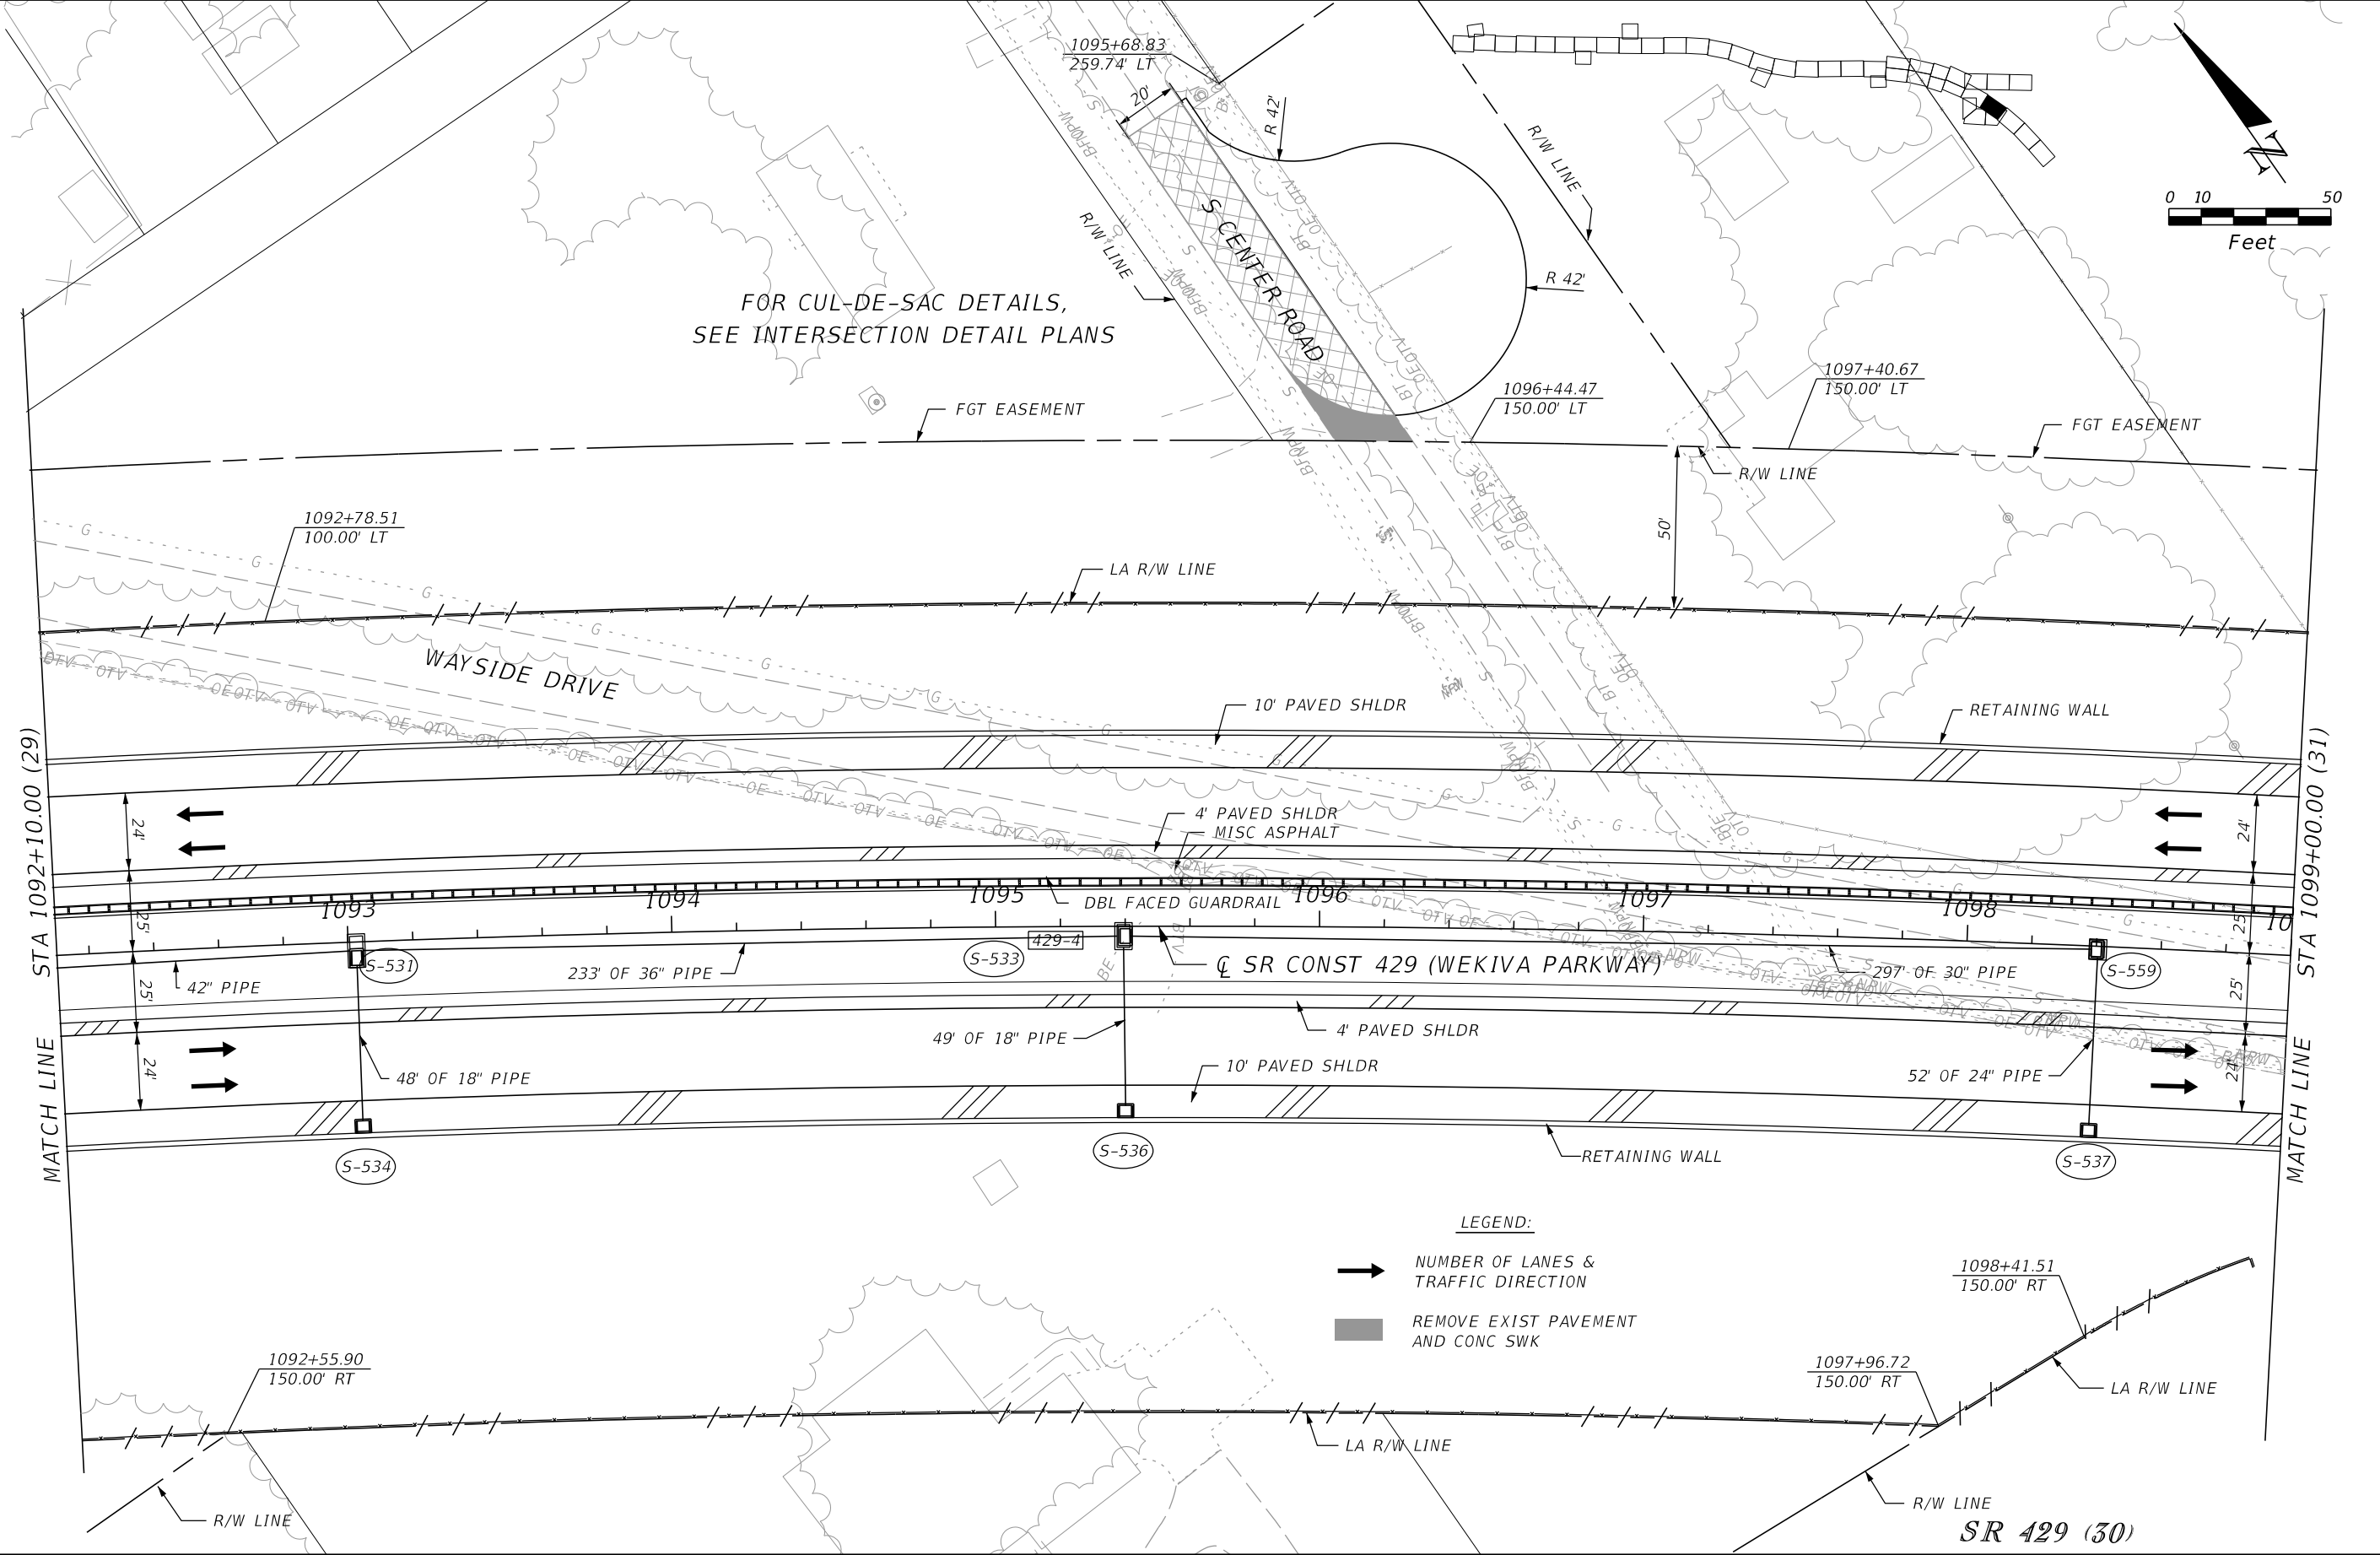 1095+68.83
259.74' LT
20'
R 42'
R/W LINE
N
0 10 50
Feet
S CENTER ROAD
R/W LINE
R 42'
FOR CUL-DE-SAC DETAILS,
SEE INTERSECTION DETAIL PLANS
1097+40.67
150.00' LT
1096+44.47
150.00' LT
FGT EASEMENT
FGT EASEMENT
R/W LINE
1092+78.51
100.00' LT
50'
LA R/W LINE
WAYSIDE DRIVE
10' PAVED SHLDR
RETAINING WALL
4' PAVED SHLDR
MISC ASPHALT
24'
24'
DBL FACED GUARDRAIL
1093
1094
1095
1096
1097
1098
10
25'
25'
429-4
S-531
S-533
℄ SR CONST 429 (WEKIVA PARKWAY)
233' OF 36" PIPE
297' OF 30" PIPE
S-559
42" PIPE
25'
25'
4' PAVED SHLDR
49' OF 18" PIPE
24'
24'
48' OF 18" PIPE
10' PAVED SHLDR
52' OF 24" PIPE
S-534
S-536
S-537
RETAINING WALL
MATCH LINE STA 1092+10.00 (29)
MATCH LINE STA 1099+00.00 (31)
LEGEND:
NUMBER OF LANES &
TRAFFIC DIRECTION
REMOVE EXIST PAVEMENT
AND CONC SWK
1098+41.51
150.00' RT
1092+55.90
150.00' RT
1097+96.72
150.00' RT
LA R/W LINE
LA R/W LINE
R/W LINE
R/W LINE
SR 429 (30)